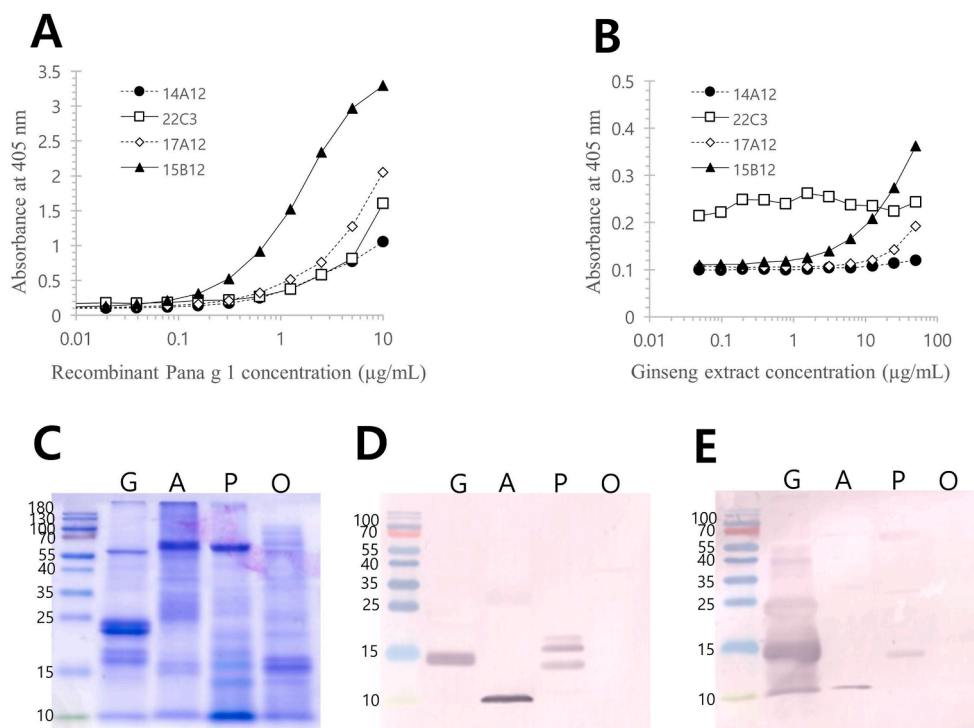 A
Absorbance at 405 nm
3.5
3
2.5
2
1.5
1
0.5
0
14A12
22C3
17A12
15B12
0.01 0.1 1 10
Recombinant Pana g 1 concentration (µg/mL)
B
Absorbance at 405 nm
0.5
0.4
0.3
0.2
0.1
0
14A12
22C3
17A12
15B12
0.01 0.1 1 10 100
Ginseng extract concentration (µg/mL)
C
G A P O
180
130
100
70
55
40
35
25
15
10
D
G A P O
100
70
55
40
35
25
15
10
E
G A P O
100
70
55
40
35
25
15
10